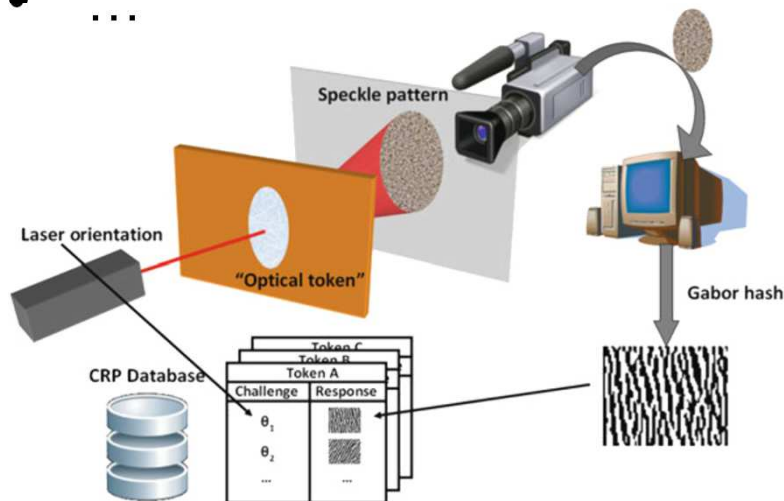 ...
Speckle pattern
Laser orientation
“Optical token”
Gabor hash
CRP Database
Token C
Token B
Token A
Challenge Response
θ1
θ2
... ...